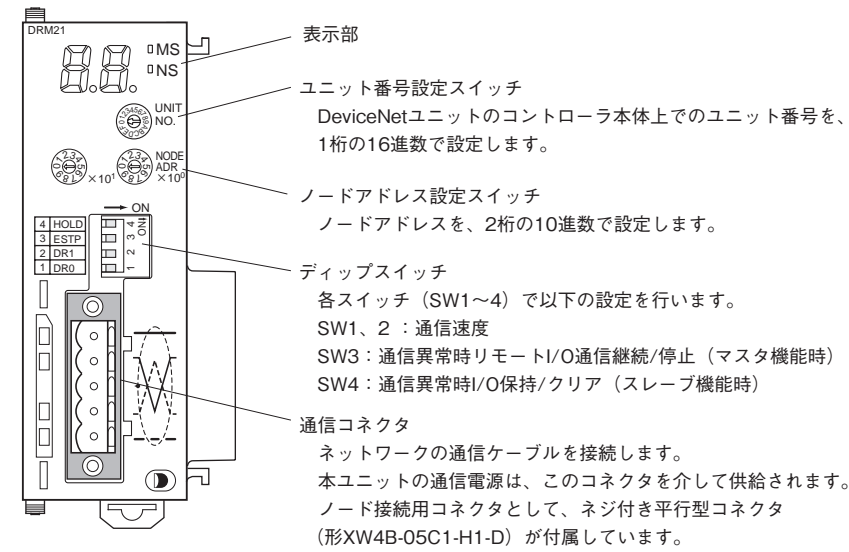 DRM21
8.8.
MS
NS
0123456789ABCDEF
UNIT
NO.
0123456789
×10¹
0123456789
NODE
ADR
×10⁰
→ ON
4 HOLD
3 ESTP
2 DR1
1 DR0
ON
1 2 3 4
表示部
ユニット番号設定スイッチ
DeviceNetユニットのコントローラ本体上でのユニット番号を、
1桁の16進数で設定します。
ノードアドレス設定スイッチ
ノードアドレスを、2桁の10進数で設定します。
ディップスイッチ
各スイッチ（SW1～4）で以下の設定を行います。
SW1、2 ：通信速度
SW3：通信異常時リモートI/O通信継続/停止（マスタ機能時）
SW4：通信異常時I/O保持/クリア（スレーブ機能時）
通信コネクタ
ネットワークの通信ケーブルを接続します。
本ユニットの通信電源は、このコネクタを介して供給されます。
ノード接続用コネクタとして、ネジ付き平行型コネクタ
（形XW4B-05C1-H1-D）が付属しています。